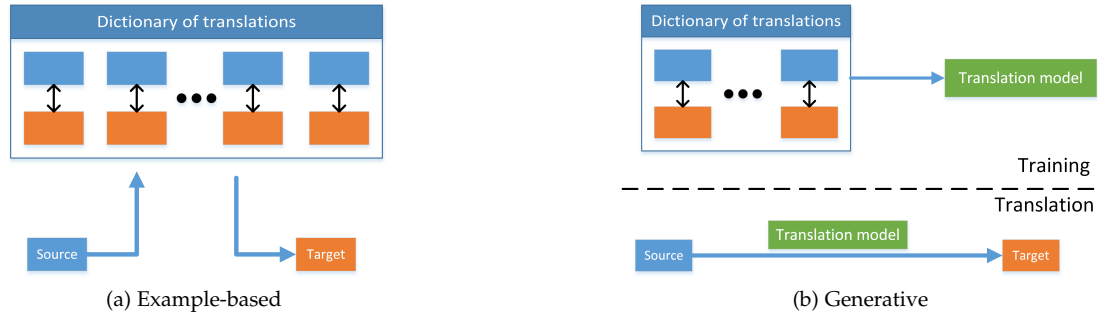 Dictionary of translations
Source
Target
(a) Example-based
Dictionary of translations
Translation model
Training
Translation
Source
Translation model
Target
(b) Generative